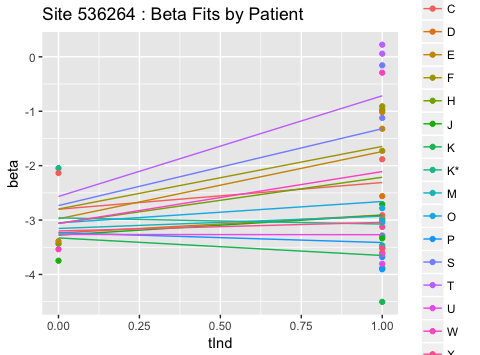 Site 536264 : Beta Fits by Patient
beta
0
-1
-2
-3
-4
0.00 0.25 0.50 0.75 1.00
tInd
C
D
E
F
H
J
K
K*
M
O
P
S
T
U
W